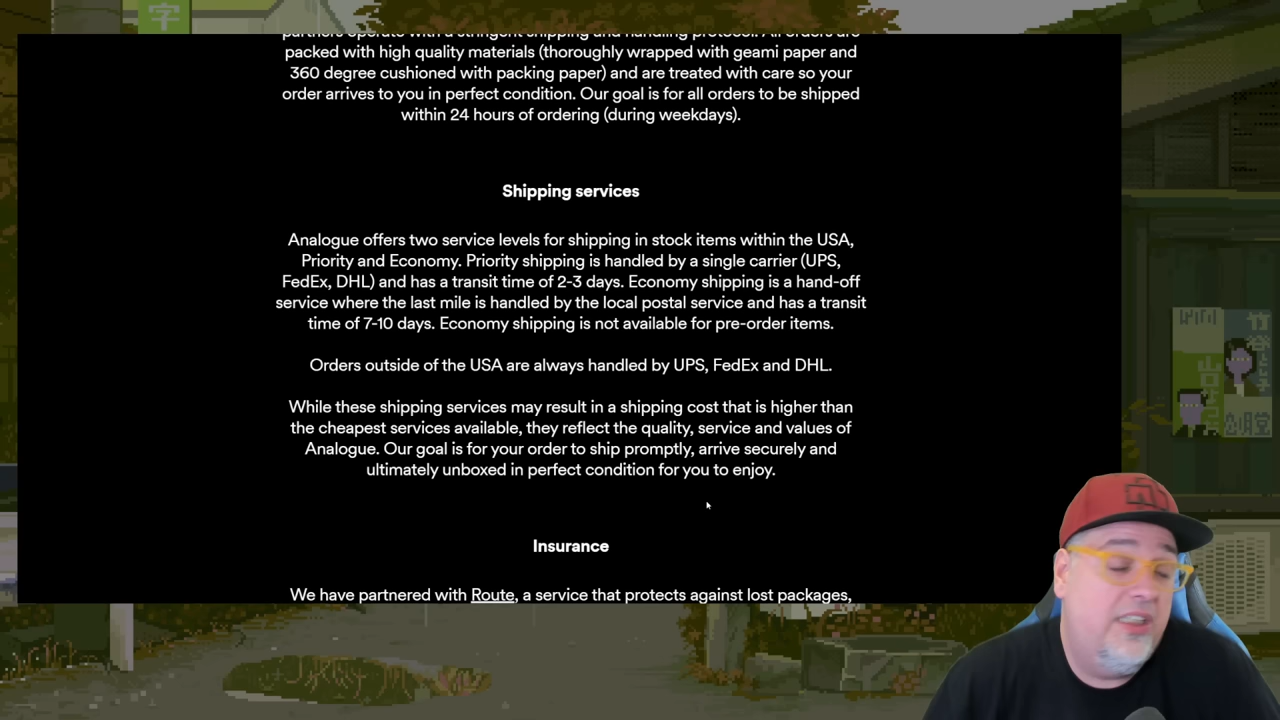 字
partners operate with a stringent shipping and handling protocol. All orders are
packed with high quality materials (thoroughly wrapped with geami paper and
360 degree cushioned with packing paper) and are treated with care so your
order arrives to you in perfect condition. Our goal is for all orders to be shipped
within 24 hours of ordering (during weekdays).
Shipping services
Analogue offers two service levels for shipping in stock items within the USA,
Priority and Economy. Priority shipping is handled by a single carrier (UPS,
FedEx, DHL) and has a transit time of 2-3 days. Economy shipping is a hand-off
service where the last mile is handled by the local postal service and has a transit
time of 7-10 days. Economy shipping is not available for pre-order items.
Orders outside of the USA are always handled by UPS, FedEx and DHL.
While these shipping services may result in a shipping cost that is higher than
the cheapest services available, they reflect the quality, service and values of
Analogue. Our goal is for your order to ship promptly, arrive securely and
ultimately unboxed in perfect condition for you to enjoy.
Insurance
We have partnered with Route, a service that protects against lost packages,